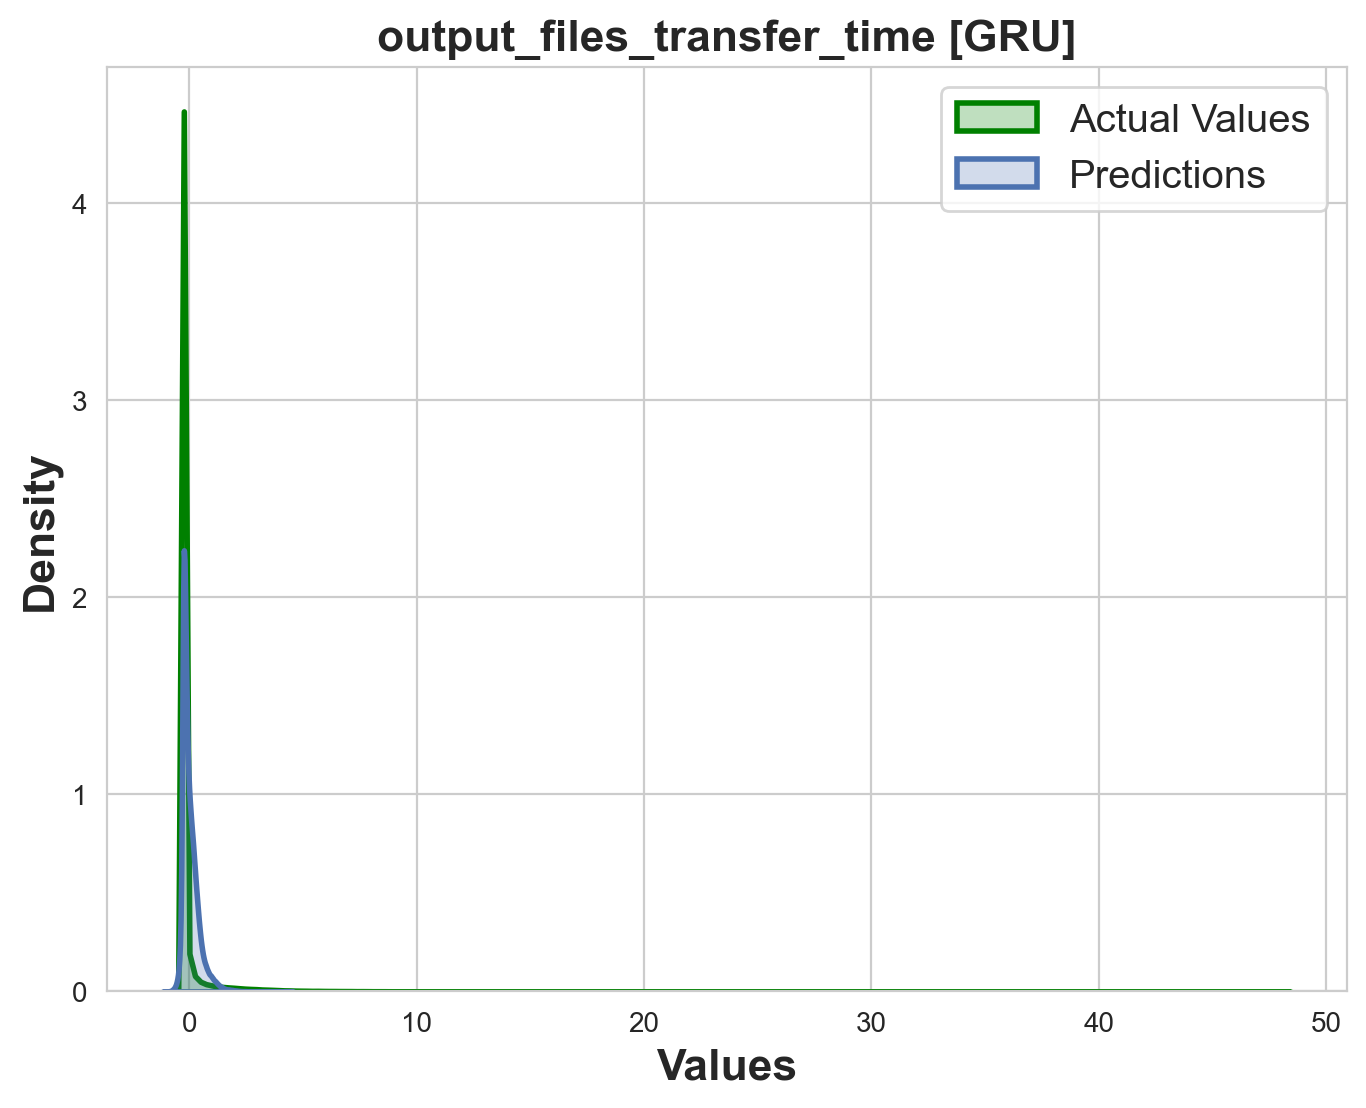 output_files_transfer_time [GRU]
Actual Values
Predictions
Density
4
3
2
1
0
0 10 20 30 40 50
Values